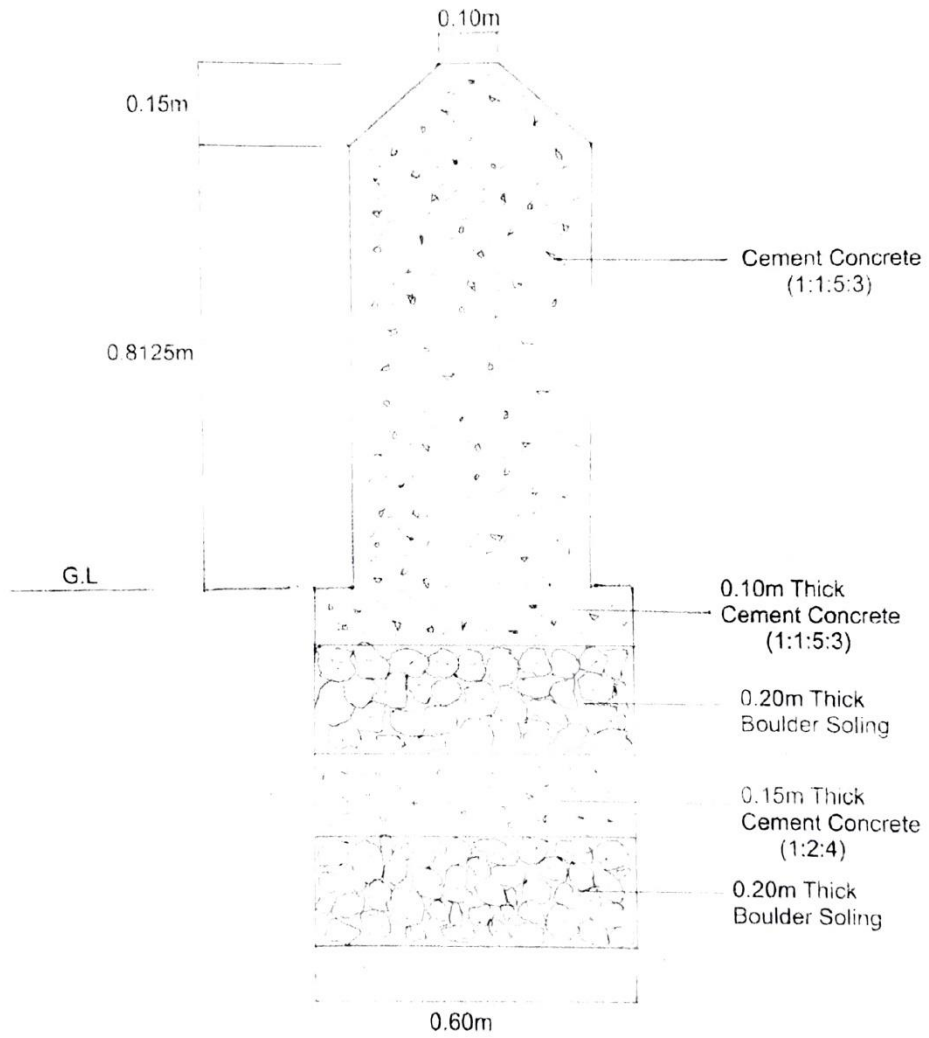 0.10m
0.15m
Cement Concrete
(1:1:5:3)
0.8125m
G.L
0.10m Thick
Cement Concrete
(1:1:5:3)
0.20m Thick
Boulder Soling
0.15m Thick
Cement Concrete
(1:2:4)
0.20m Thick
Boulder Soling
0.60m